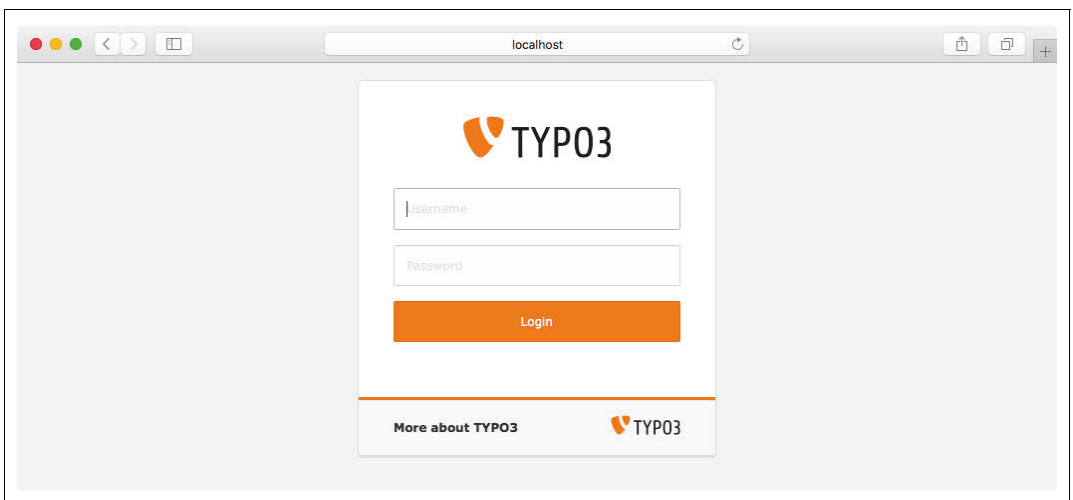 localhost
TYPO3
Username
Password
Login
More about TYPO3
TYPO3